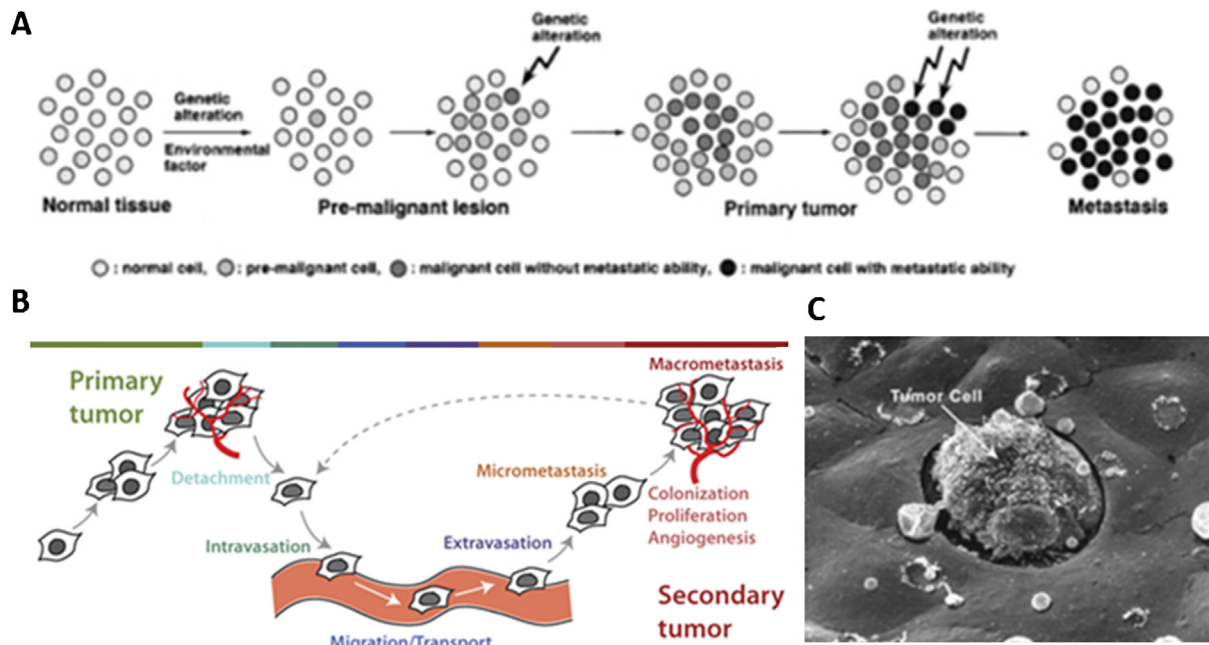 A
Genetic
alteration
Genetic
alteration
Genetic
alteration
Environmental
factor
Normal tissue
Pre-malignant lesion
Primary tumor
Metastasis
: normal cell, : pre-malignant cell, : malignant cell without metastatic ability, : malignant cell with metastatic ability
B
Primary
tumor
Detachment
Intravasation
Migration/Transport
Extravasation
Micrometastasis
Macrometastasis
Colonization
Proliferation
Angiogenesis
Secondary
tumor
C
Tumor Cell